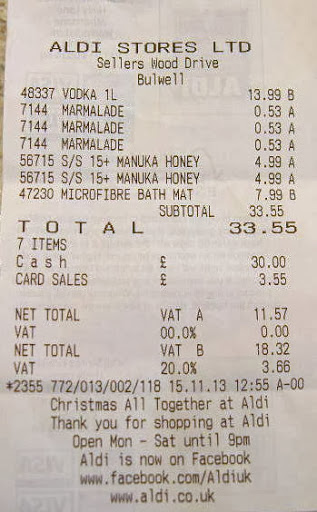 ALDI STORES LTD
Sellers Wood Drive
Bulwell
48337 VODKA 1L 13.99 B
7144 MARMALADE 0.53 A
7144 MARMALADE 0.53 A
7144 MARMALADE 0.53 A
56715 S/S 15+ MANUKA HONEY 4.99 A
56715 S/S 15+ MANUKA HONEY 4.99 A
47230 MICROFIBRE BATH MAT 7.99 B
SUBTOTAL 33.55
TOTAL 33.55
7 ITEMS
Cash £ 30.00
CARD SALES £ 3.55
NET TOTAL VAT A 11.57
VAT 00.0% 0.00
NET TOTAL VAT B 18.32
VAT 20.0% 3.66
*2355 772/013/002/118 15.11.13 12:55 A-00
Christmas All Together at Aldi
Thank you for shopping at Aldi
Open Mon - Sat until 9pm
Aldi is now on Facebook
www.facebook.com/Aldiuk
www.aldi.co.uk